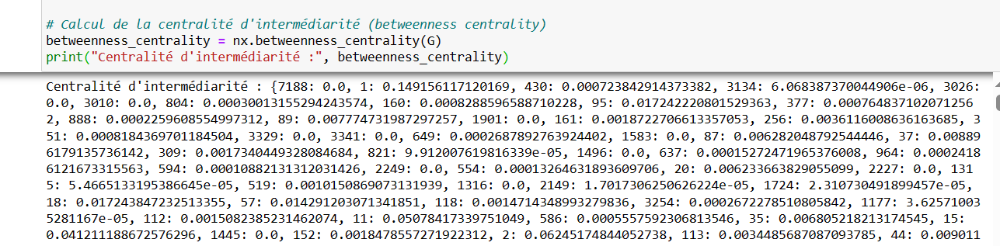 # Calcul de la centralité d'intermédiarité (betweenness centrality)
betweenness_centrality = nx.betweenness_centrality(G)
print("Centralité d'intermédiarité :", betweenness_centrality)
Centralité d'intermédiarité : {7188: 0.0, 1: 0.149156117120169, 430: 0.000723842914373382, 3134: 6.068387370044906e-06, 3026:
0.0, 3010: 0.0, 804: 0.00030013155294243574, 160: 0.0008288596588710228, 95: 0.017242220801529363, 377: 0.000764837102071256
2, 888: 0.0002259608554997312, 89: 0.007774731987297257, 1901: 0.0, 161: 0.0018722706613357053, 256: 0.0036116008636163685, 3
51: 0.0008184369701184504, 3329: 0.0, 3341: 0.0, 649: 0.0002687892763924402, 1583: 0.0, 87: 0.006282048792544446, 37: 0.00889
6179135736142, 309: 0.0017340449328084684, 821: 9.912007619816339e-05, 1496: 0.0, 637: 0.00015272471965376008, 964: 0.0002418
6121673315563, 594: 0.00010882131312031426, 2249: 0.0, 554: 0.00013264631893609706, 20: 0.006233663829055099, 2227: 0.0, 131
5: 5.4665133195386645e-05, 519: 0.0010150869073131939, 1316: 0.0, 2149: 1.7017306250626224e-05, 1724: 2.310730491899457e-05,
18: 0.017243847232513355, 57: 0.014291203071341851, 118: 0.0014714348993279836, 3254: 0.0002672278510805842, 1177: 3.62571003
5281167e-05, 112: 0.0015082385231462074, 11: 0.05078417339751049, 586: 0.0005557592306813546, 35: 0.006805218213174545, 15:
0.041211188672576296, 1445: 0.0, 152: 0.0018478557271922312, 2: 0.06245174844052738, 113: 0.0034485687087093785, 44: 0.009011